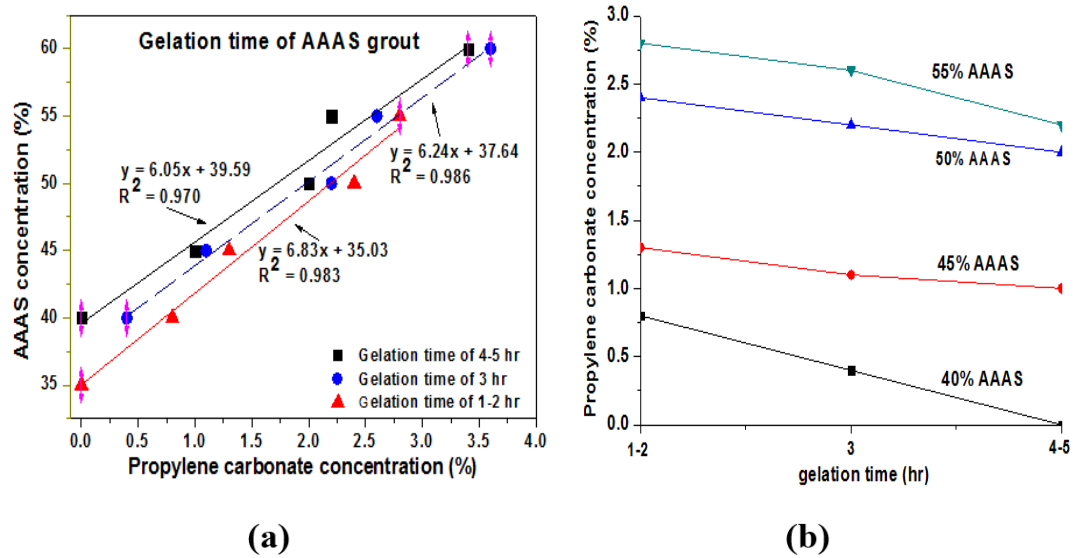 Gelation time of AAAS grout
AAAS concentration (%)
60
55
50
45
40
35
y = 6.05x + 39.59
R² = 0.970
y = 6.24x + 37.64
R² = 0.986
y = 6.83x + 35.03
R² = 0.983
Gelation time of 4-5 hr
Gelation time of 3 hr
Gelation time of 1-2 hr
0.0 0.5 1.0 1.5 2.0 2.5 3.0 3.5 4.0
Propylene carbonate concentration (%)
(a)
Propylene carbonate concentration (%)
3.0
2.5
2.0
1.5
1.0
0.5
0.0
55% AAAS
50% AAAS
45% AAAS
40% AAAS
1-2 3 4-5
gelation time (hr)
(b)